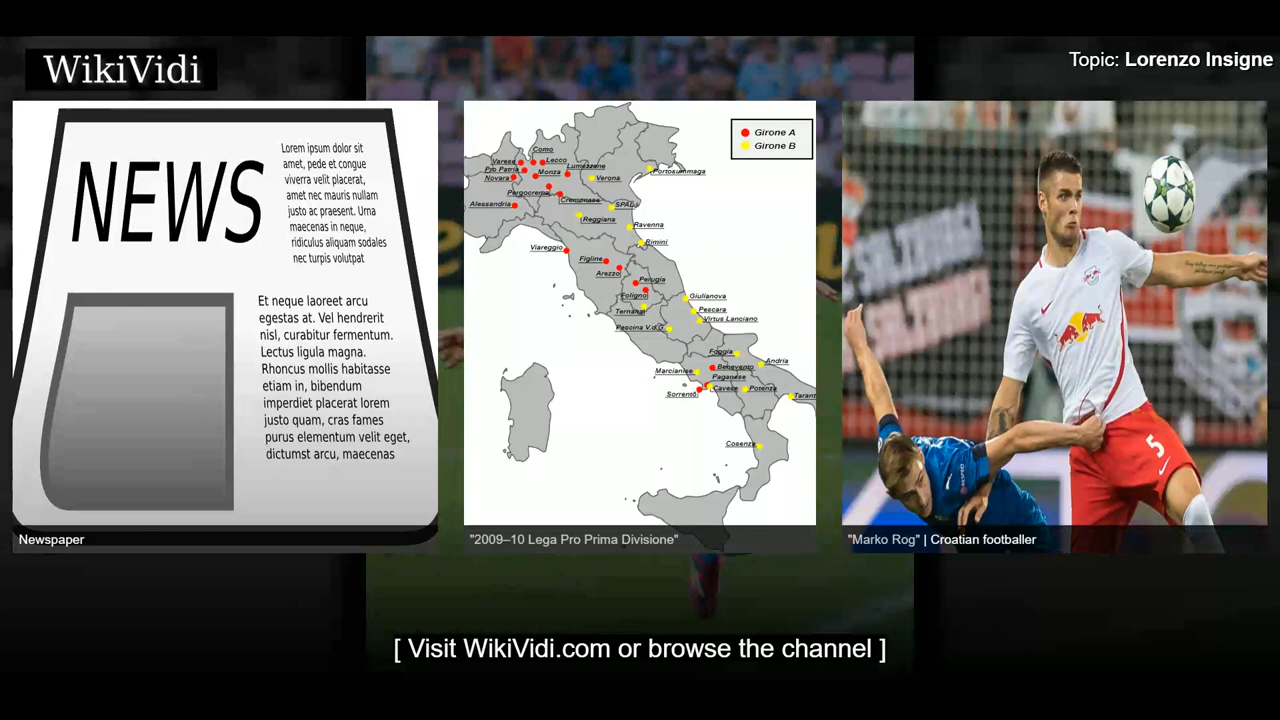 WikiVidi
Topic: Lorenzo Insigne
NEWS
Lorem ipsum dolor sit
amet, pede et congue
viverra velit placerat,
amet nec mauris nullam
justo ac praesent. Urna
maecenas in neque,
ridiculus aliquam sodales
nec turpis volutpat
Et neque laoreet arcu
egestas at. Vel hendrerit
nisl, curabitur fermentum.
Lectus ligula magna.
Rhoncus mollis habitasse
etiam in, bibendum
imperdiet placerat lorem
justo quam, cras fames
purus elementum velit eget,
dictumst arcu, maecenas
Newspaper
Girone A
Girone B
Como
Varese
Lecco
Pro Patria
Monza
Lumezzane
Novara
Verona
Portosummaga
Pergocrema
Cremonese
Alessandria
SPAL
Reggiana
Ravenna
Rimini
Viareggio
Figline
Arezzo
Perugia
Foligno
Giulianova
Ternana
Pescara
Virtus Lanciano
Pescina V.d.G.
Foggia
Andria
Marcianise
Benevento
Paganese
Sorrento
Cavese
Potenza
Tarant
Cosenza
"2009–10 Lega Pro Prima Divisione"
RESPECT
5
"Marko Rog" | Croatian footballer
[ Visit WikiVidi.com or browse the channel ]